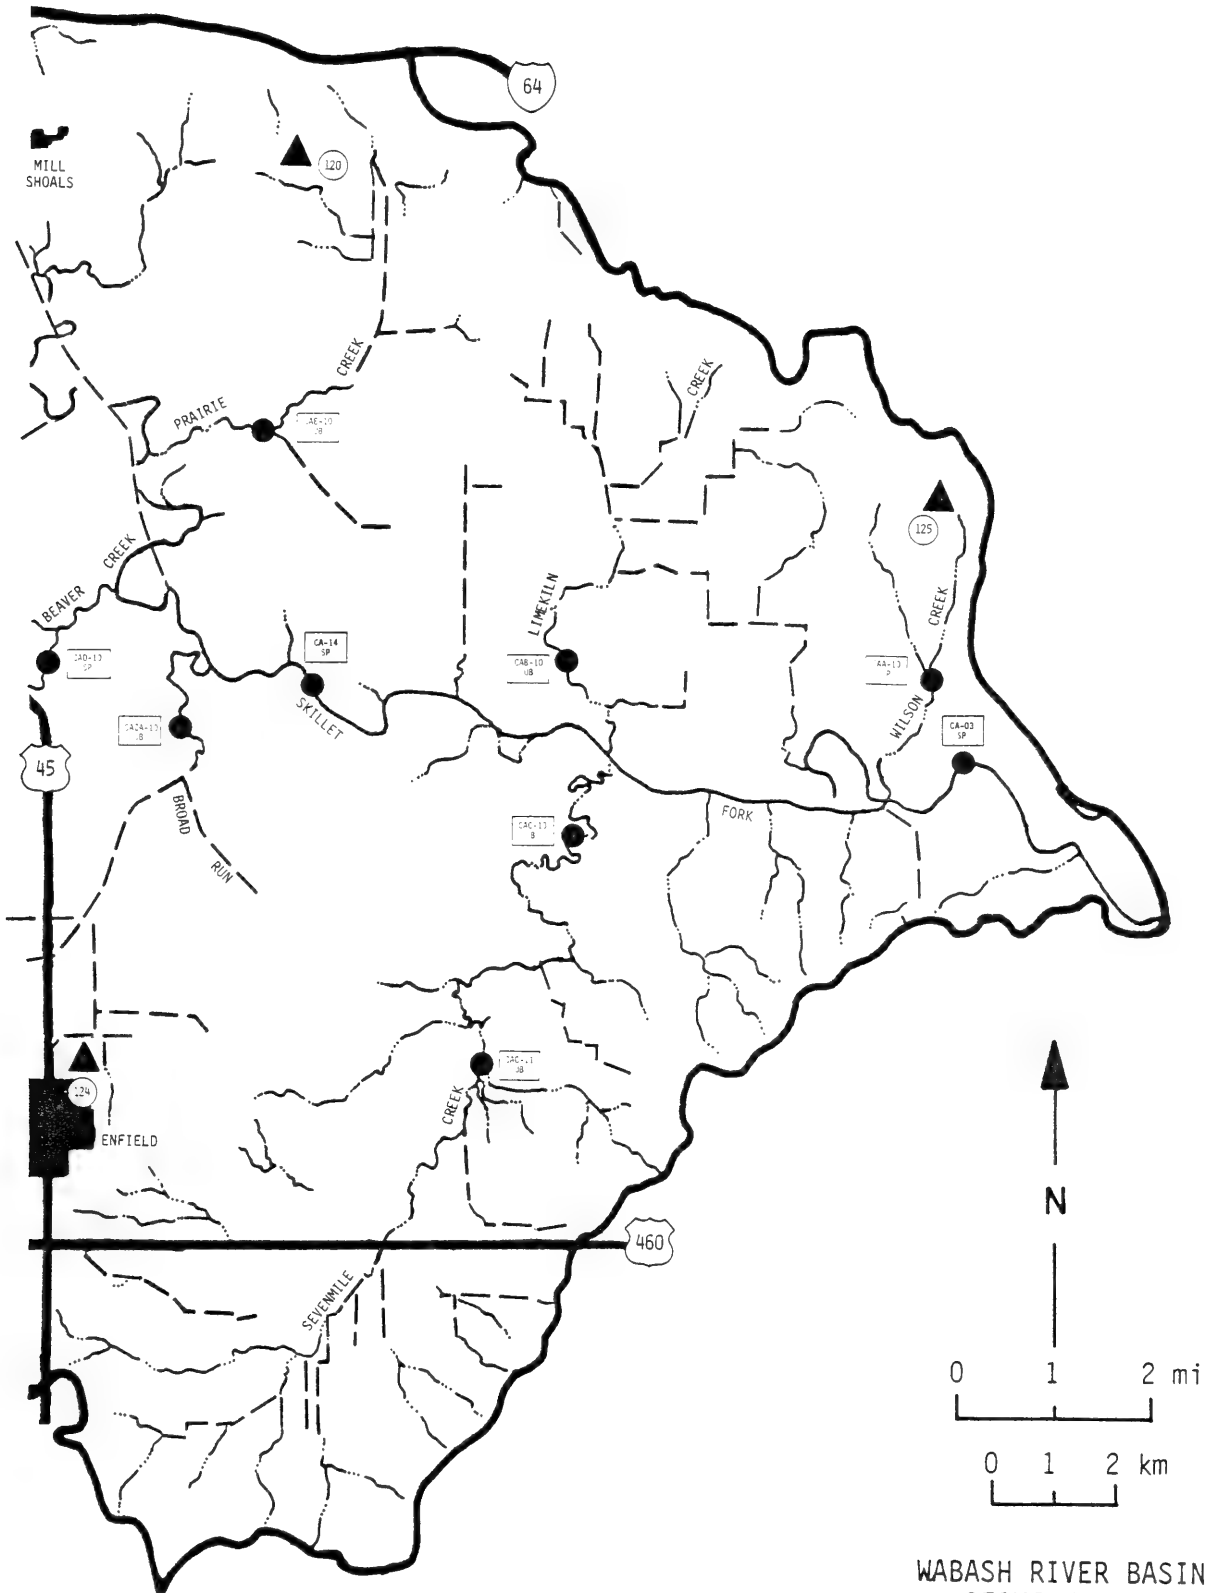 64
MILL
SHOALS
120
CREEK
PRAIRIE
CREEK
125
CREEK
BEAVER
LIMEKILN
CREEK
CA-14
SP
SKILLET
WILSON
CA-03
SP
45
BROAD
RUN
FORK
CREEK
124
ENFIELD
N
460
SEVENMILE
0 1 2 mi
0 1 2 km
WABASH RIVER BASIN